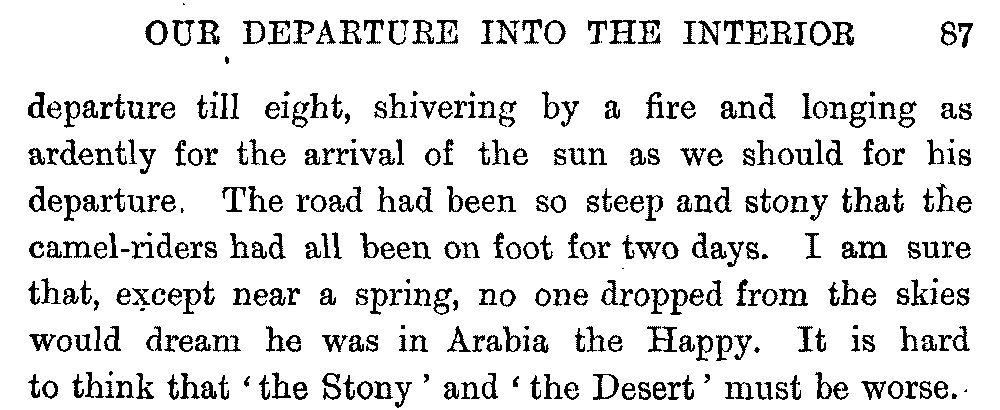 OUR DEPARTURE INTO THE INTERIOR 87
departure till eight, shivering by a fire and longing as
ardently for the arrival of the sun as we should for his
departure. The road had been so steep and stony that the
camel-riders had all been on foot for two days. I am sure
that, except near a spring, no one dropped from the skies
would dream he was in Arabia the Happy. It is hard
to think that ‘the Stony’ and ‘the Desert’ must be worse.